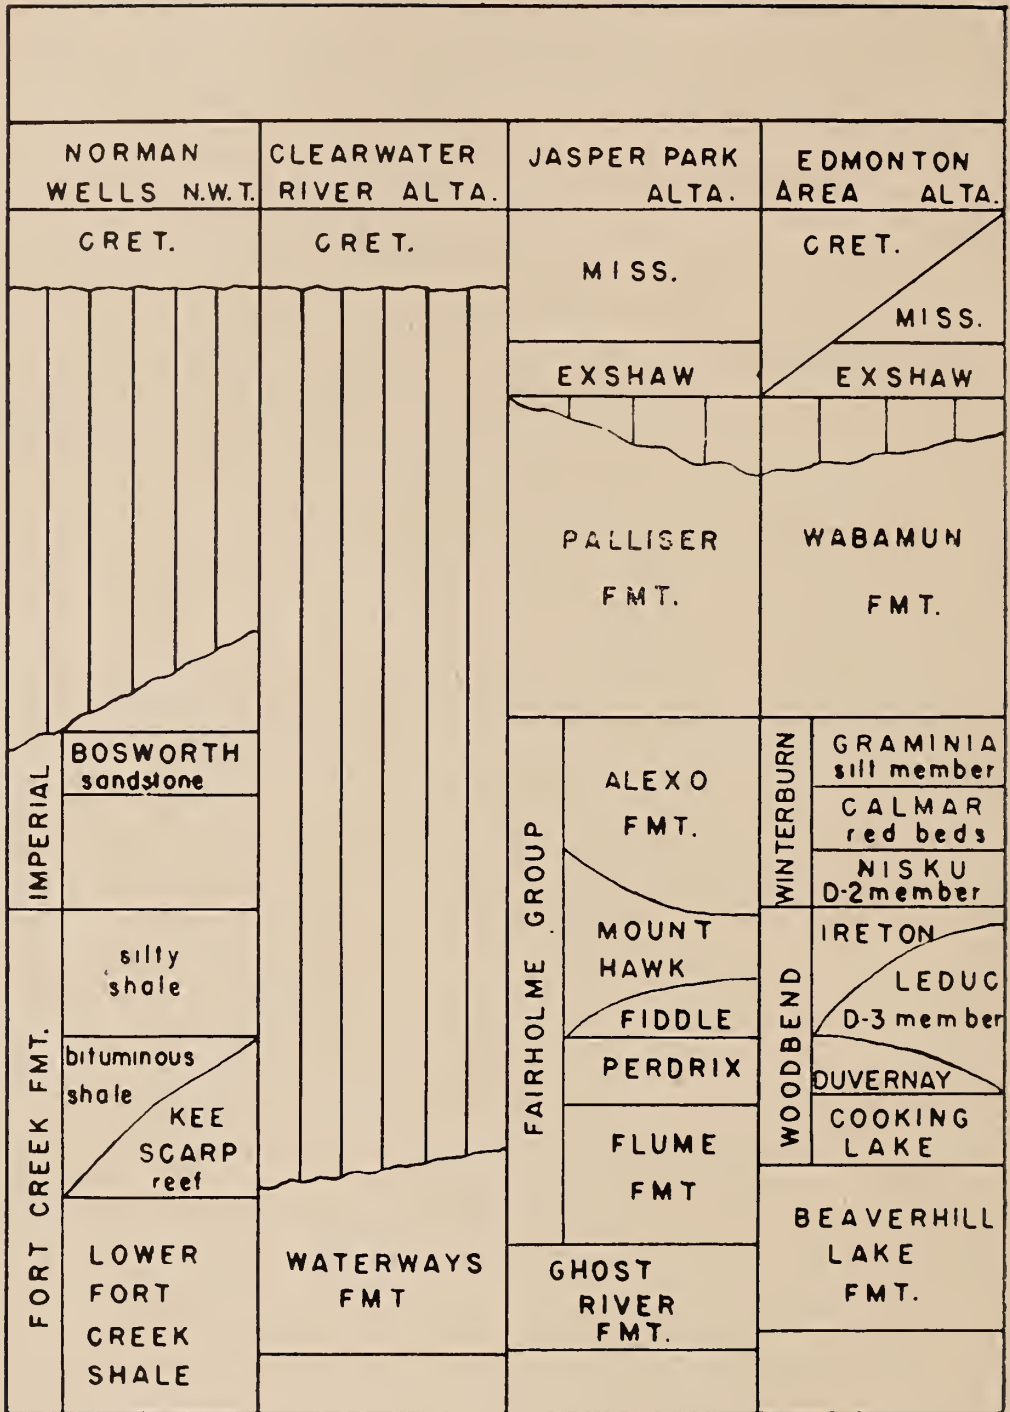 NORMAN
WELLS N.W.T.
CLEARWATER
RIVER ALTA.
JASPER PARK
ALTA.
EDMONTON
AREA ALTA.
CRET.
CRET.
MISS.
EXSHAW
CRET.
MISS.
EXSHAW
PALLISER
FMT.
WABAMUN
FMT.
IMPERIAL
BOSWORTH
sandstone
FORT CREEK FMT.
silty
shale
bituminous
shale
KEE
SCARP
reef
LOWER
FORT
CREEK
SHALE
WATERWAYS
FMT
FAIRHOLME GROUP
ALEXO
FMT.
MOUNT
HAWK
FIDDLE
PERDRIX
FLUME
FMT
GHOST
RIVER
FMT.
WINTERBURN
GRAMINIA
silt member
CALMAR
red beds
NISKU
D-2 member
WOODBEND
IRETON
LEDUC
D-3 member
DUVERNAY
COOKING
LAKE
BEAVERHILL
LAKE
FMT.